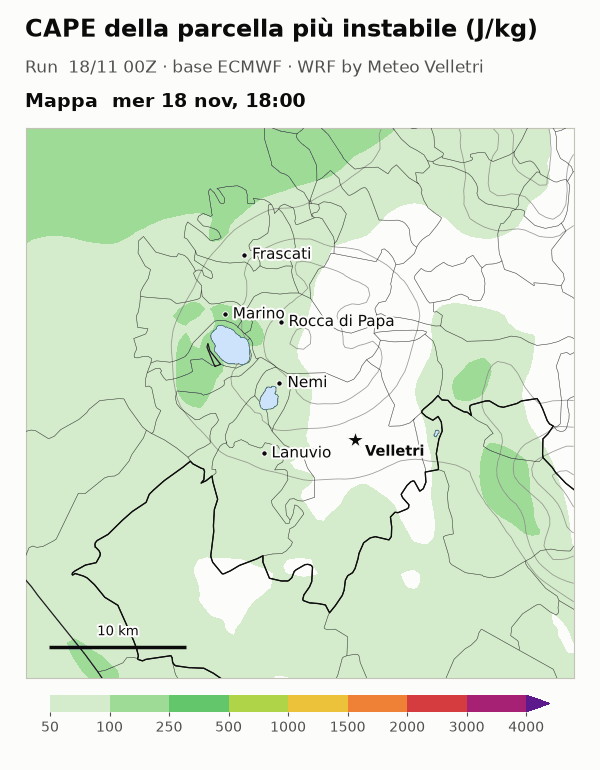 CAPE della parcella più instabile (J/kg)
Run  18/11 00Z · base ECMWF · WRF by Meteo Velletri
Mappa  mer 18 nov, 18:00
Frascati
Marino
Rocca di Papa
Nemi
Velletri
Lanuvio
10 km
50 100 250 500 1000 1500 2000 3000 4000